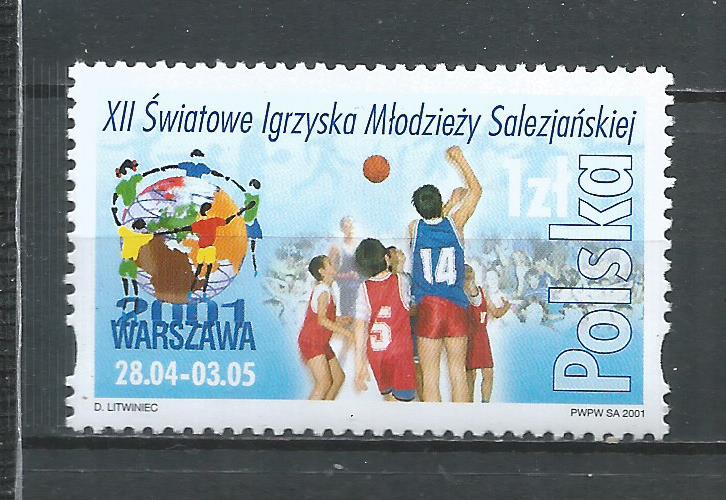 XII Światowe Igrzyska Młodzieży Salezjańskiej
1zł
Polska
14
5
2001
WARSZAWA
28.04-03.05
D. LITWINIEC
PWPW SA 2001